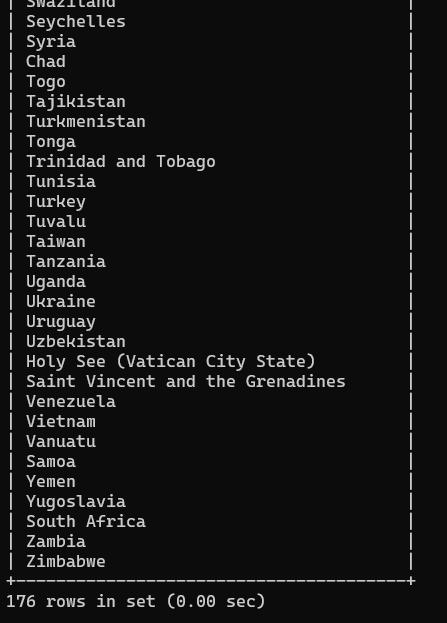 Swaziland
Seychelles
Syria
Chad
Togo
Tajikistan
Turkmenistan
Tonga
Trinidad and Tobago
Tunisia
Turkey
Tuvalu
Taiwan
Tanzania
Uganda
Ukraine
Uruguay
Uzbekistan
Holy See (Vatican City State)
Saint Vincent and the Grenadines
Venezuela
Vietnam
Vanuatu
Samoa
Yemen
Yugoslavia
South Africa
Zambia
Zimbabwe
176 rows in set (0.00 sec)